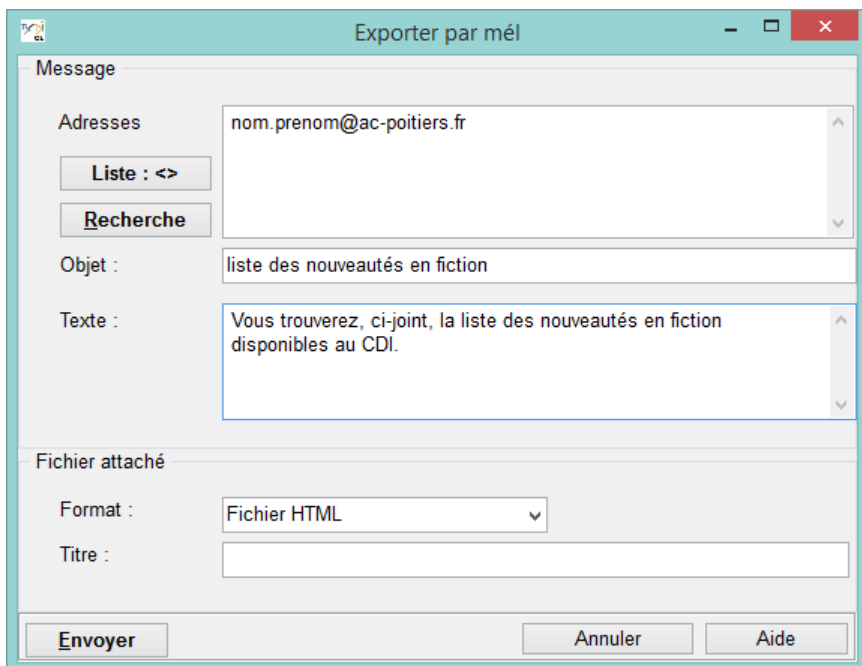 Exporter par mél
Message
Adresses
nom.prenom@ac-poitiers.fr
Liste : <>
Recherche
Objet :
liste des nouveautés en fiction
Texte :
Vous trouverez, ci-joint, la liste des nouveautés en fiction
disponibles au CDI.
Fichier attaché
Format :
Fichier HTML
Titre :
Envoyer
Annuler
Aide